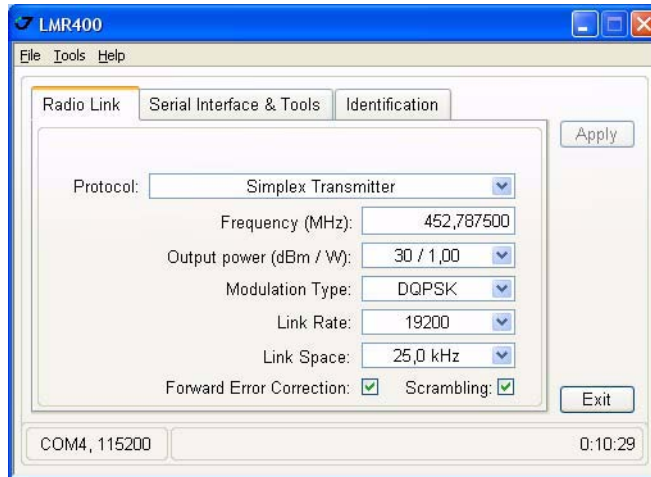 LMR400
File Tools Help
Radio Link Serial Interface & Tools Identification
Apply
Protocol: Simplex Transmitter
Frequency (MHz): 452,787500
Output power (dBm / W): 30 / 1,00
Modulation Type: DQPSK
Link Rate: 19200
Link Space: 25,0 kHz
Forward Error Correction: Scrambling:
Exit
COM4, 115200 0:10:29